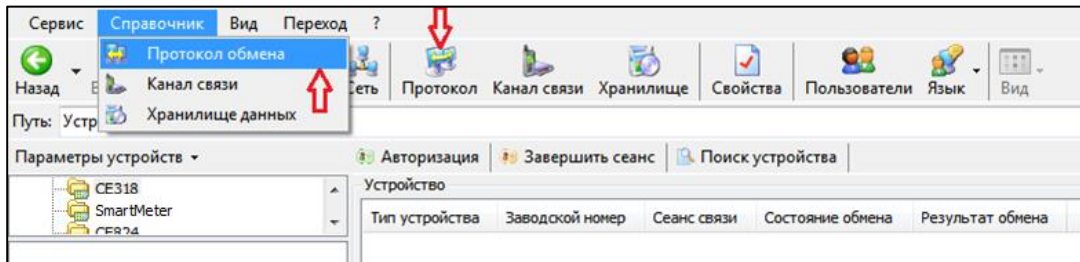 Сервис Справочник Вид Переход ?
Протокол обмена
Назад Сеть Протокол Канал связи Хранилище Свойства Пользователи Язык Вид
Канал связи
Хранилище данных
Путь: Устр
Параметры устройств Авторизация Завершить сеанс Поиск устройства
CE318 Устройство
SmartMeter Тип устройства Заводской номер Сеанс связи Состояние обмена Результат обмена
CE824